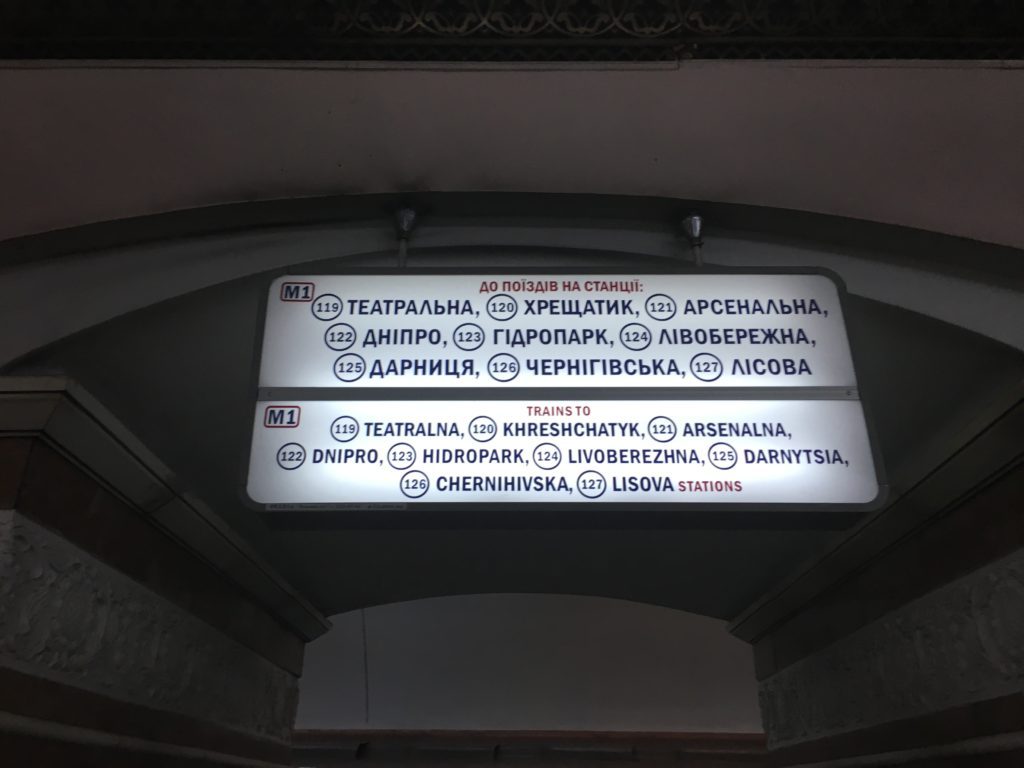 M1 ДО ПОЇЗДІВ НА СТАНЦІЇ:
119 ТЕАТРАЛЬНА, 120 ХРЕЩАТИК, 121 АРСЕНАЛЬНА,
122 ДНІПРО, 123 ГІДРОПАРК, 124 ЛІВОБЕРЕЖНА,
125 ДАРНИЦЯ, 126 ЧЕРНІГІВСЬКА, 127 ЛІСОВА
M1 TRAINS TO
119 TEATRALNA, 120 KHRESHCHATYK, 121 ARSENALNA,
122 DNIPRO, 123 HIDROPARK, 124 LIVOBEREZHNA, 125 DARNYTSIA,
126 CHERNIHIVSKA, 127 LISOVA STATIONS